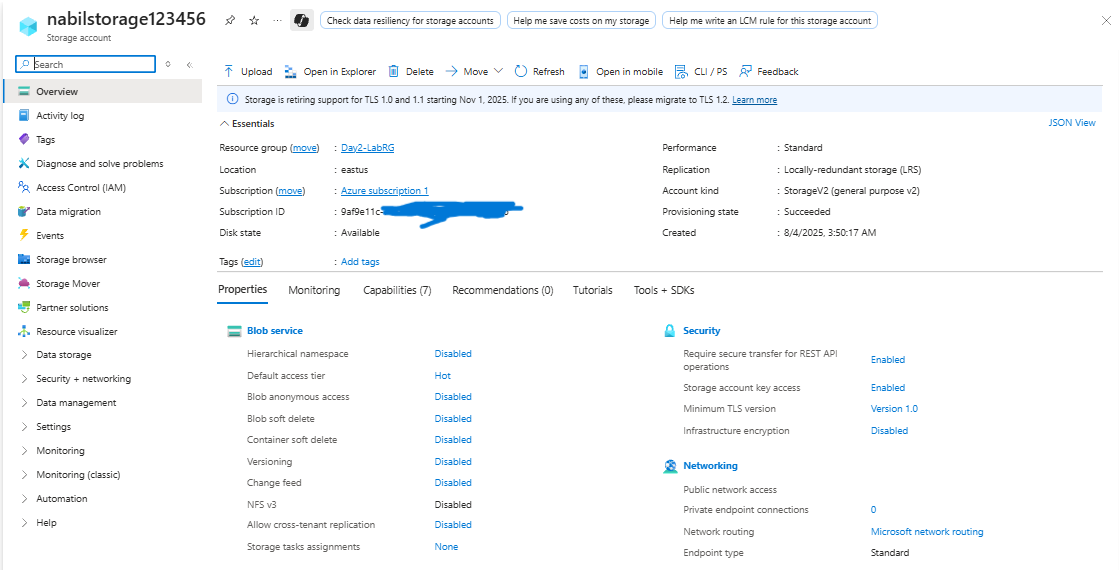 nabilstorage123456
Storage account
Check data resiliency for storage accounts
Help me save costs on my storage
Help me write an LCM rule for this storage account
Search
Upload
Open in Explorer
Delete
Move
Refresh
Open in mobile
CLI / PS
Feedback
Overview
Activity log
Tags
Diagnose and solve problems
Access Control (IAM)
Data migration
Events
Storage browser
Storage Mover
Partner solutions
Resource visualizer
Data storage
Security + networking
Data management
Settings
Monitoring
Monitoring (classic)
Automation
Help
Storage is retiring support for TLS 1.0 and 1.1 starting Nov 1, 2025. If you are using any of these, please migrate to TLS 1.2. Learn more
Essentials
JSON View
Resource group (move) : Day2-LabRG
Location : eastus
Subscription (move) : Azure subscription 1
Subscription ID : 9af9e11c-
Disk state : Available
Performance : Standard
Replication : Locally-redundant storage (LRS)
Account kind : StorageV2 (general purpose v2)
Provisioning state : Succeeded
Created : 8/4/2025, 3:50:17 AM
Tags (edit) : Add tags
Properties
Monitoring
Capabilities (7)
Recommendations (0)
Tutorials
Tools + SDKs
Blob service
Hierarchical namespace Disabled
Default access tier Hot
Blob anonymous access Disabled
Blob soft delete Disabled
Container soft delete Disabled
Versioning Disabled
Change feed Disabled
NFS v3 Disabled
Allow cross-tenant replication Disabled
Storage tasks assignments None
Security
Require secure transfer for REST API
operations Enabled
Storage account key access Enabled
Minimum TLS version Version 1.0
Infrastructure encryption Disabled
Networking
Public network access
Private endpoint connections 0
Network routing Microsoft network routing
Endpoint type Standard